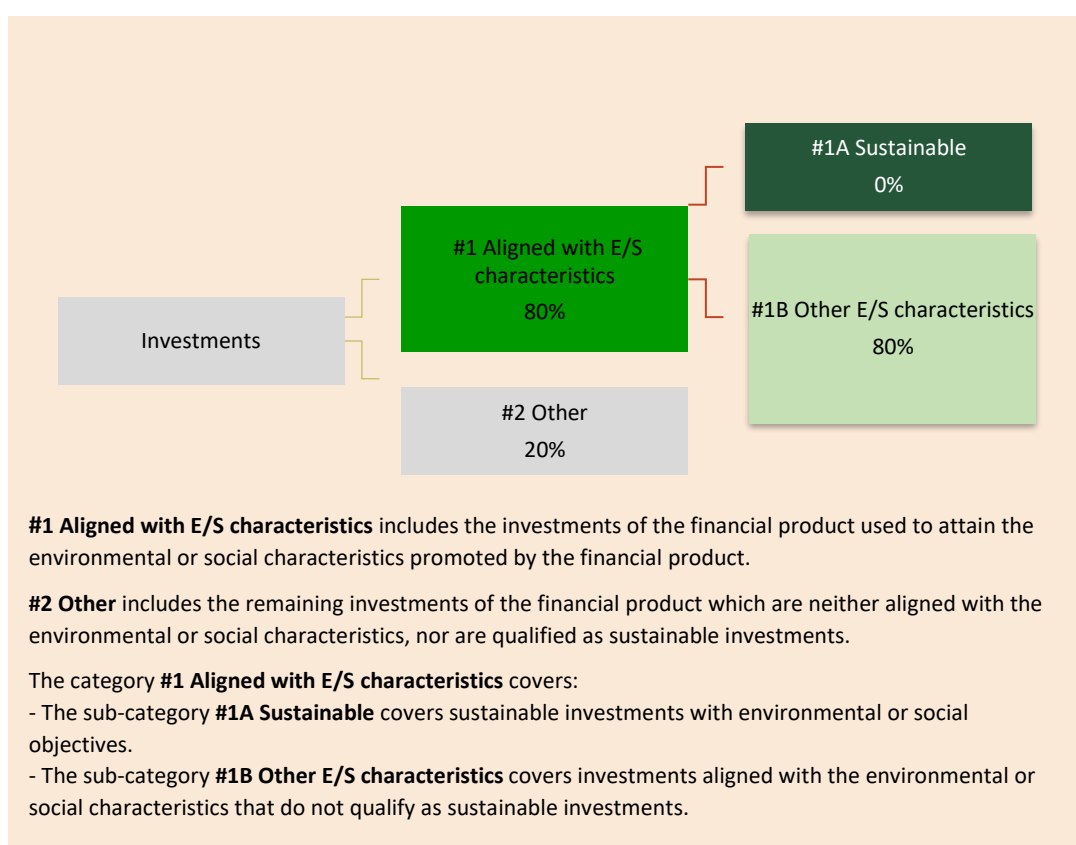 #1A Sustainable
0%
#1 Aligned with E/S
characteristics
80%
#1B Other E/S characteristics
80%
Investments
#2 Other
20%
#1 Aligned with E/S characteristics includes the investments of the financial product used to attain the
environmental or social characteristics promoted by the financial product.
#2 Other includes the remaining investments of the financial product which are neither aligned with the
environmental or social characteristics, nor are qualified as sustainable investments.
The category #1 Aligned with E/S characteristics covers:
- The sub-category #1A Sustainable covers sustainable investments with environmental or social
objectives.
- The sub-category #1B Other E/S characteristics covers investments aligned with the environmental or
social characteristics that do not qualify as sustainable investments.